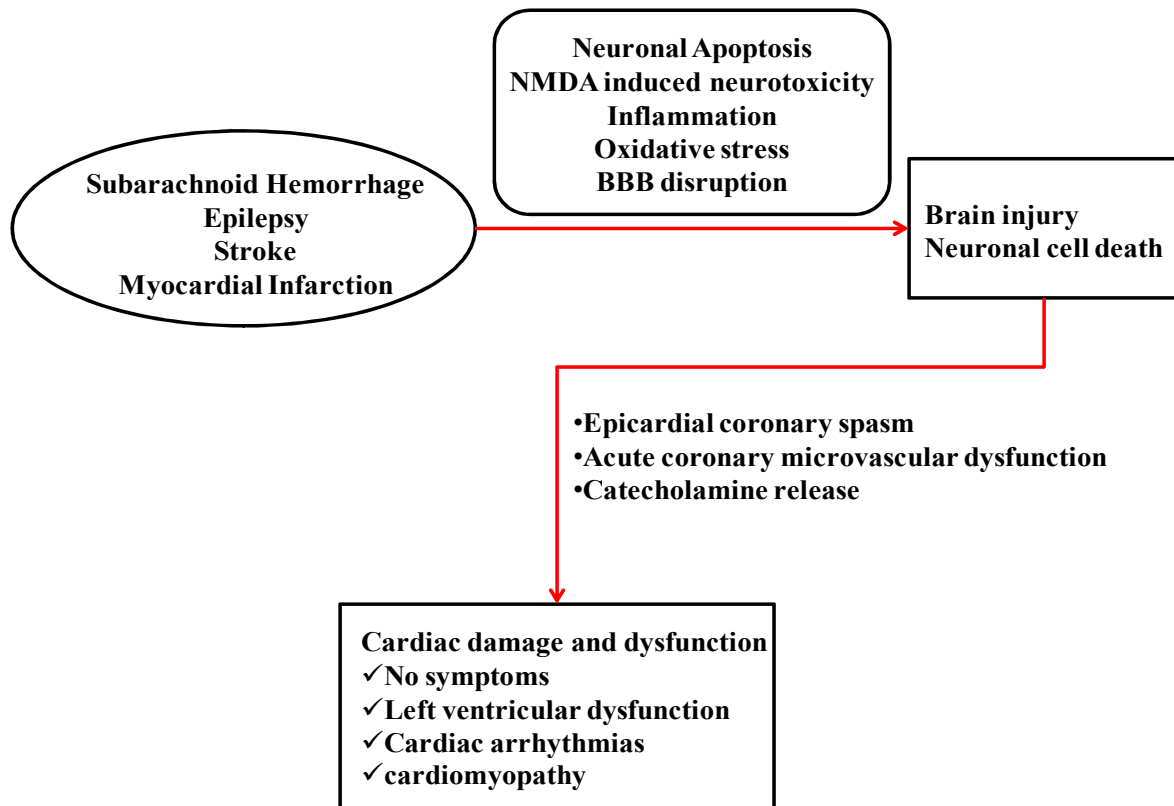 Neuronal Apoptosis
NMDA induced neurotoxicity
Inflammation
Oxidative stress
BBB disruption
Subarachnoid Hemorrhage
Epilepsy
Stroke
Myocardial Infarction
Brain injury
Neuronal cell death
•Epicardial coronary spasm
•Acute coronary microvascular dysfunction
•Catecholamine release
Cardiac damage and dysfunction
✓No symptoms
✓Left ventricular dysfunction
✓Cardiac arrhythmias
✓cardiomyopathy